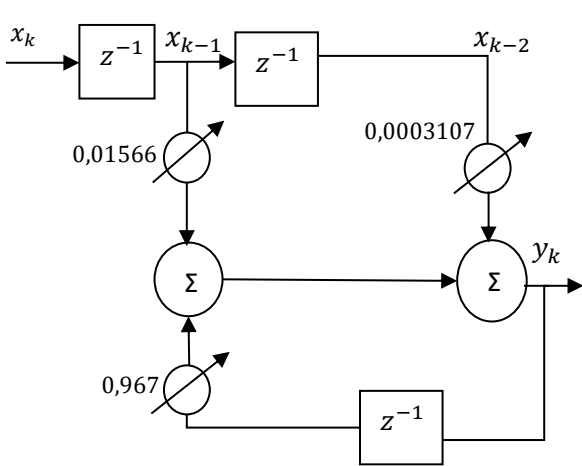 x_k
z⁻¹
x_{k−1}
z⁻¹
x_{k−2}
0,01566
0,0003107
Σ
Σ
y_k
0,967
z⁻¹